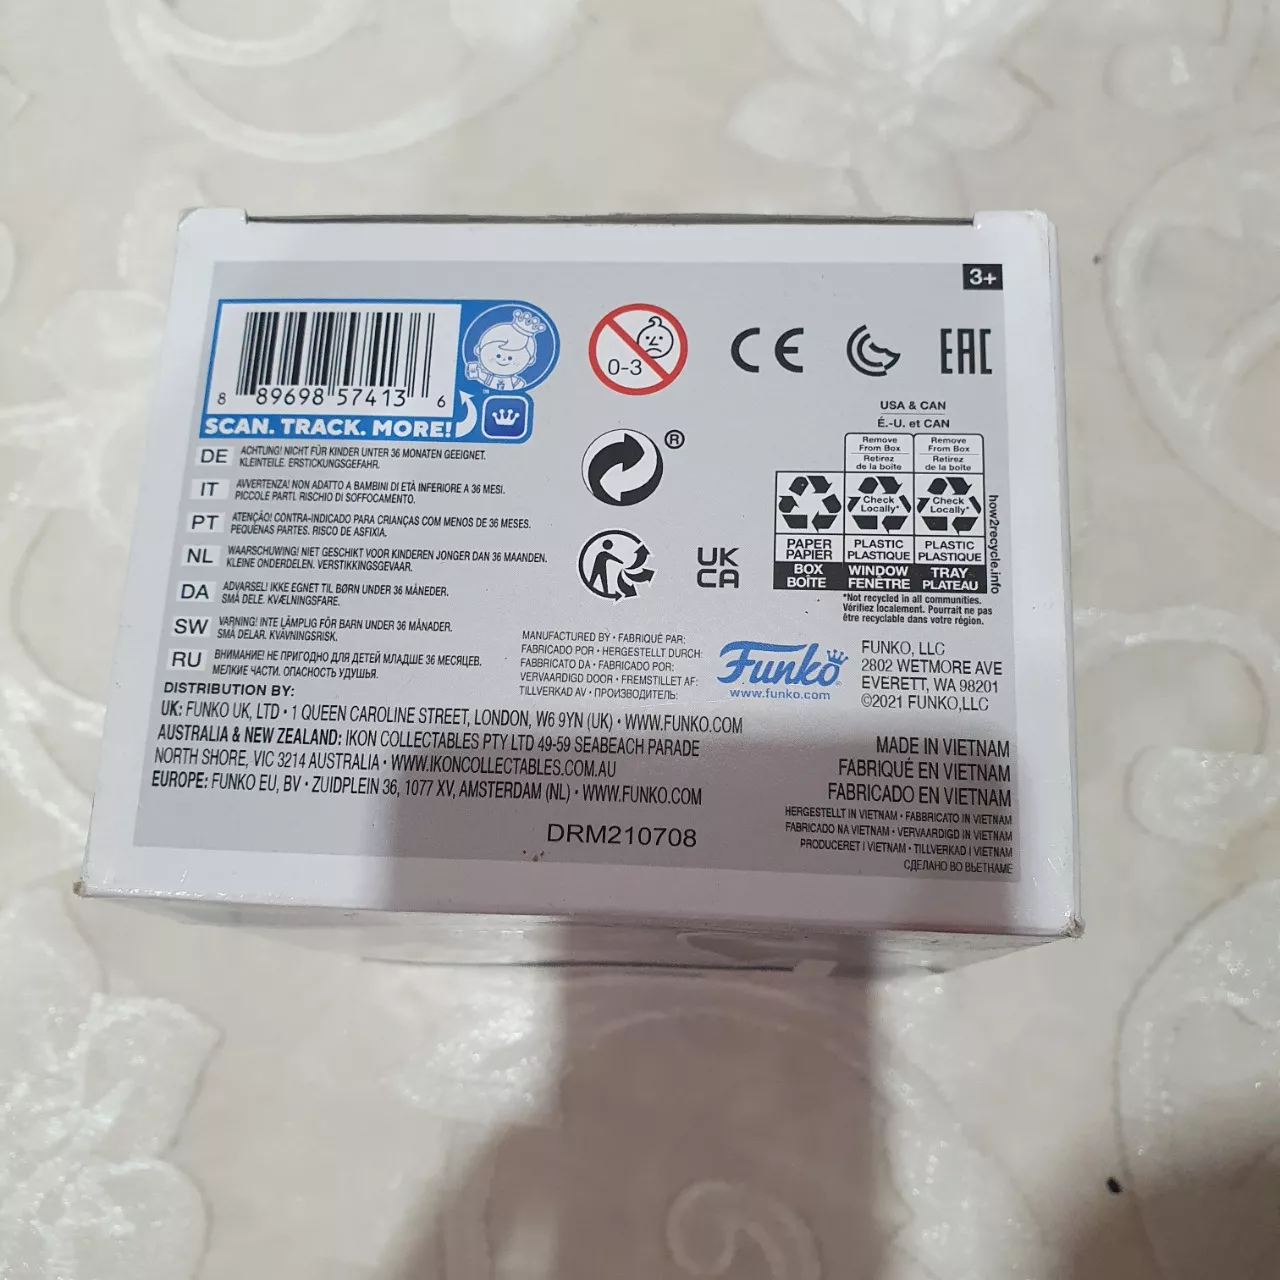 3+
8 89698 57413 6
SCAN. TRACK. MORE!
0-3
CE
EAC
USA & CAN
É.-U. et CAN
Remove From Box
Retirez de la boîte
Remove From Box
Retirez de la boîte
Check Locally*
Check Locally*
PAPER PAPIER
PLASTIC PLASTIQUE
PLASTIC PLASTIQUE
BOX BOÎTE
WINDOW FENÊTRE
TRAY PLATEAU
how2recycle.info
*Not recycled in all communities.
Vérifiez localement. Pourrait ne pas
être recyclable dans votre région.
®
UK
CA
DE ACHTUNG! NICHT FÜR KINDER UNTER 36 MONATEN GEEIGNET.
KLEINTEILE. ERSTICKUNGSGEFAHR.
IT AVVERTENZA! NON ADATTO A BAMBINI DI ETÀ INFERIORE A 36 MESI.
PICCOLE PARTI. RISCHIO DI SOFFOCAMENTO.
PT ATENÇÃO! CONTRA-INDICADO PARA CRIANÇAS COM MENOS DE 36 MESES.
PEQUENAS PARTES. RISCO DE ASFIXIA.
NL WAARSCHUWING! NIET GESCHIKT VOOR KINDEREN JONGER DAN 36 MAANDEN.
KLEINE ONDERDELEN. VERSTIKKINGSGEVAAR.
DA ADVARSEL! IKKE EGNET TIL BØRN UNDER 36 MÅNEDER.
SMÅ DELE. KVÆLNINGSFARE.
SW VARNING! INTE LÄMPLIG FÖR BARN UNDER 36 MÅNADER.
SMÅ DELAR. KVÄVNINGSRISK.
RU ВНИМАНИЕ! НЕ ПРИГОДНО ДЛЯ ДЕТЕЙ МЛАДШЕ 36 МЕСЯЦЕВ.
МЕЛКИЕ ЧАСТИ. ОПАСНОСТЬ УДУШЬЯ.
MANUFACTURED BY • FABRIQUÉ PAR:
FABRICADO POR • HERGESTELLT DURCH:
FABBRICATO DA • FABRICADO POR:
VERVAARDIGD DOOR • FREMSTILLET AF:
TILLVERKAD AV • ПРОИЗВОДИТЕЛЬ:
Funko
www.funko.com
FUNKO, LLC
2802 WETMORE AVE
EVERETT, WA 98201
©2021 FUNKO,LLC
DISTRIBUTION BY:
UK: FUNKO UK, LTD • 1 QUEEN CAROLINE STREET, LONDON, W6 9YN (UK) • WWW.FUNKO.COM
AUSTRALIA & NEW ZEALAND: IKON COLLECTABLES PTY LTD 49-59 SEABEACH PARADE
NORTH SHORE, VIC 3214 AUSTRALIA • WWW.IKONCOLLECTABLES.COM.AU
EUROPE: FUNKO EU, BV • ZUIDPLEIN 36, 1077 XV, AMSTERDAM (NL) • WWW.FUNKO.COM
DRM210708
MADE IN VIETNAM
FABRIQUÉ EN VIETNAM
FABRICADO EN VIETNAM
HERGESTELLT IN VIETNAM • FABBRICATO IN VIETNAM
FABRICADO NA VIETNAM • VERVAARDIGD IN VIETNAM
PRODUCERET I VIETNAM • TILLVERKAD I VIETNAM
СДЕЛАНО ВО ВЬЕТНАМЕ